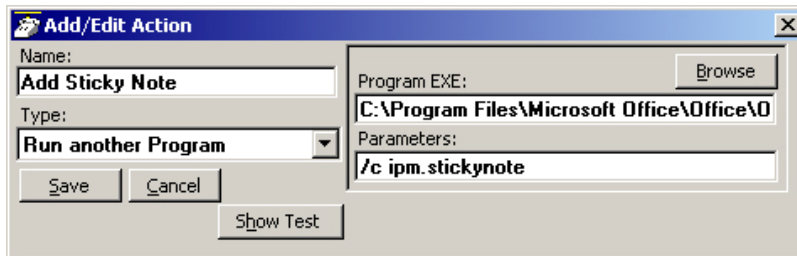 Add/Edit Action
Name:
Add Sticky Note
Type:
Run another Program
Save Cancel
Show Test
Browse
Program EXE:
C:\Program Files\Microsoft Office\Office\O
Parameters:
/c ipm.stickynote